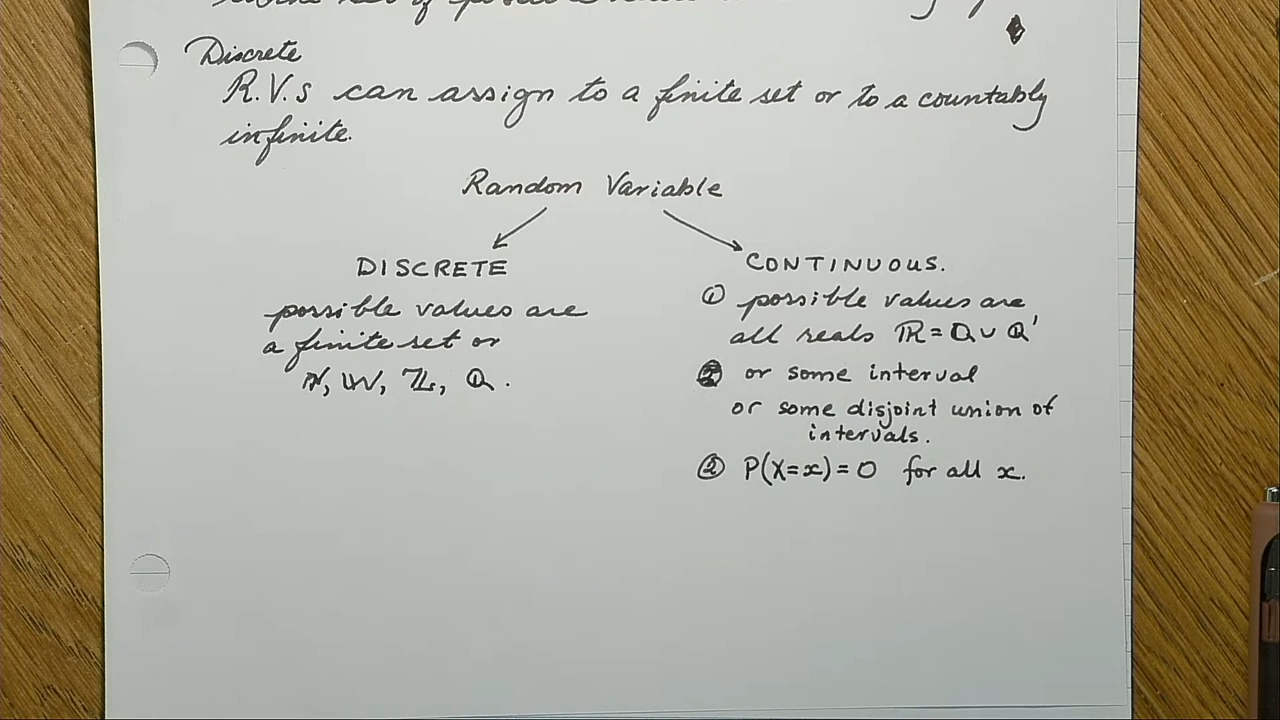 of
Discrete
R.V.s can assign to a finite set or to a countably
infinite.
Random Variable
DISCRETE
possible values are
a finite set or
ℕ, 𝕎, ℤ, ℚ.
CONTINUOUS.
① possible values are
all reals ℝ = ℚ ∪ ℚ'
or some interval
or some disjoint union of
intervals.
② P(X=x)=0 for all x.